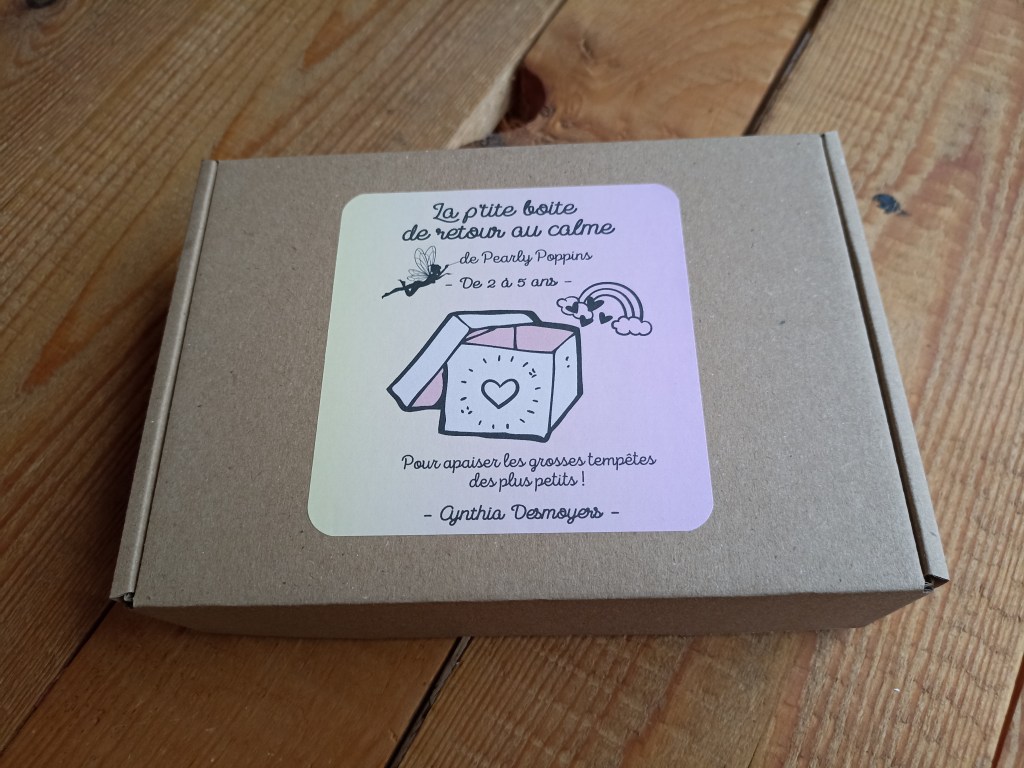 La p'tite boite
de retour au calme
de Pearly Poppins
- De 2 à 5 ans -
Pour apaiser les grosses tempêtes
des plus petits !
- Cynthia Desmoyers -